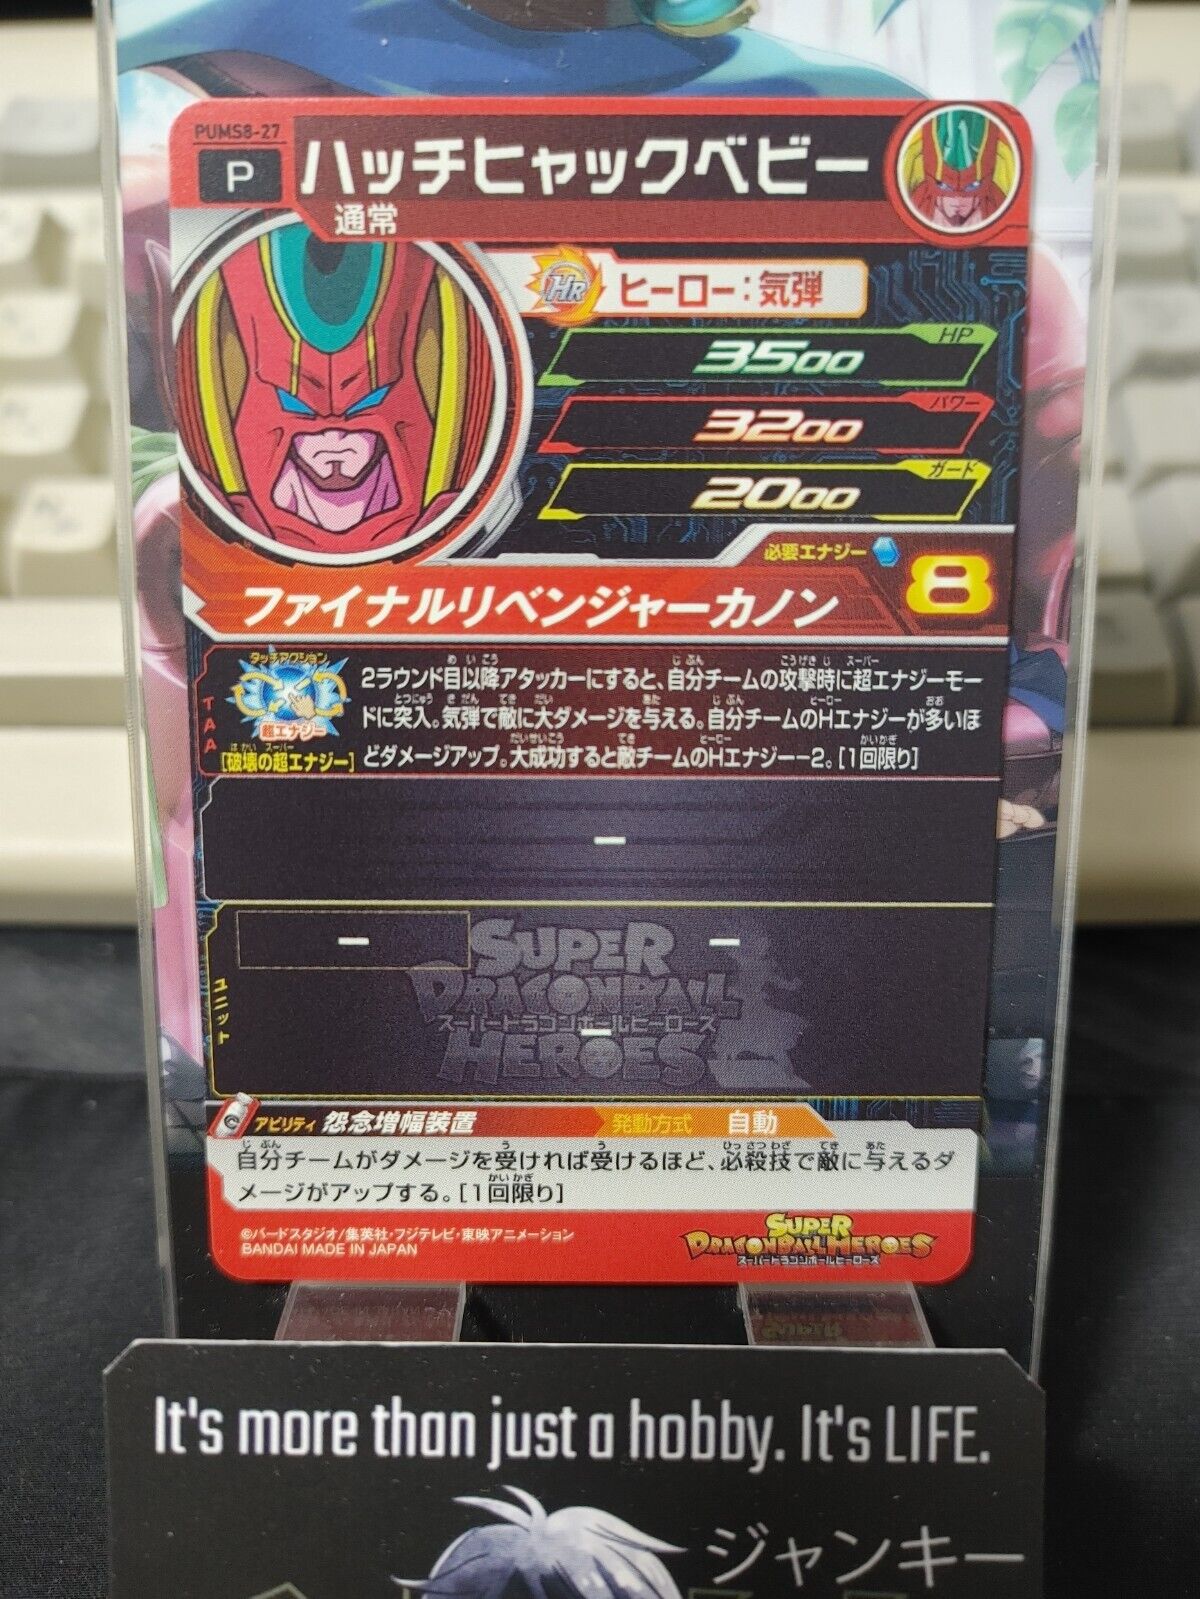 PUMS8-27
P
ハッチヒャックベビー
通常
HR ヒーロー:気弾
HP
3500
パワー
3200
ガード
2000
必要エナジー
8
ファイナルリベンジャーカノン
TAA
タッチアクション
超エナジー
[破壊の超エナジー]
2ラウンド目以降アタッカーにすると、自分チームの攻撃時に超エナジーモー
ドに突入。気弾で敵に大ダメージを与える。自分チームのHエナジーが多いほ
どダメージアップ。大成功すると敵チームのHエナジー−2。[1回限り]
−
ユニット
−
−
−
SUPER
DRAGONBALL
スーパードラゴンボールヒーローズ
HEROES
アビリティ 怨念増幅装置 発動方式 自動
自分チームがダメージを受ければ受けるほど、必殺技で敵に与えるダ
メージがアップする。[1回限り]
©バードスタジオ/集英社・フジテレビ・東映アニメーション
BANDAI MADE IN JAPAN
SUPER
DRAGONBALL HEROES
スーパードラゴンボールヒーローズ
It's more than just a hobby. It's LIFE.
ジャンキー